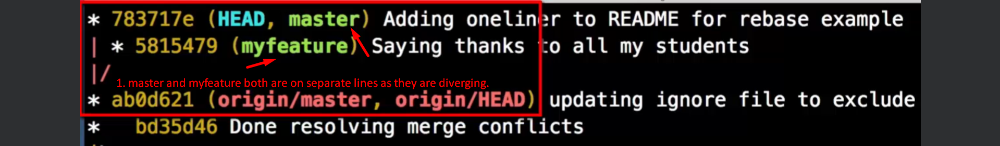 * 783717e (HEAD, master) Adding oneliner to README for rebase example
| * 5815479 (myfeature) Saying thanks to all my students
|/
1. master and myfeature both are on separate lines as they are diverging.
* ab0d621 (origin/master, origin/HEAD) updating ignore file to exclude
* bd35d46 Done resolving merge conflicts